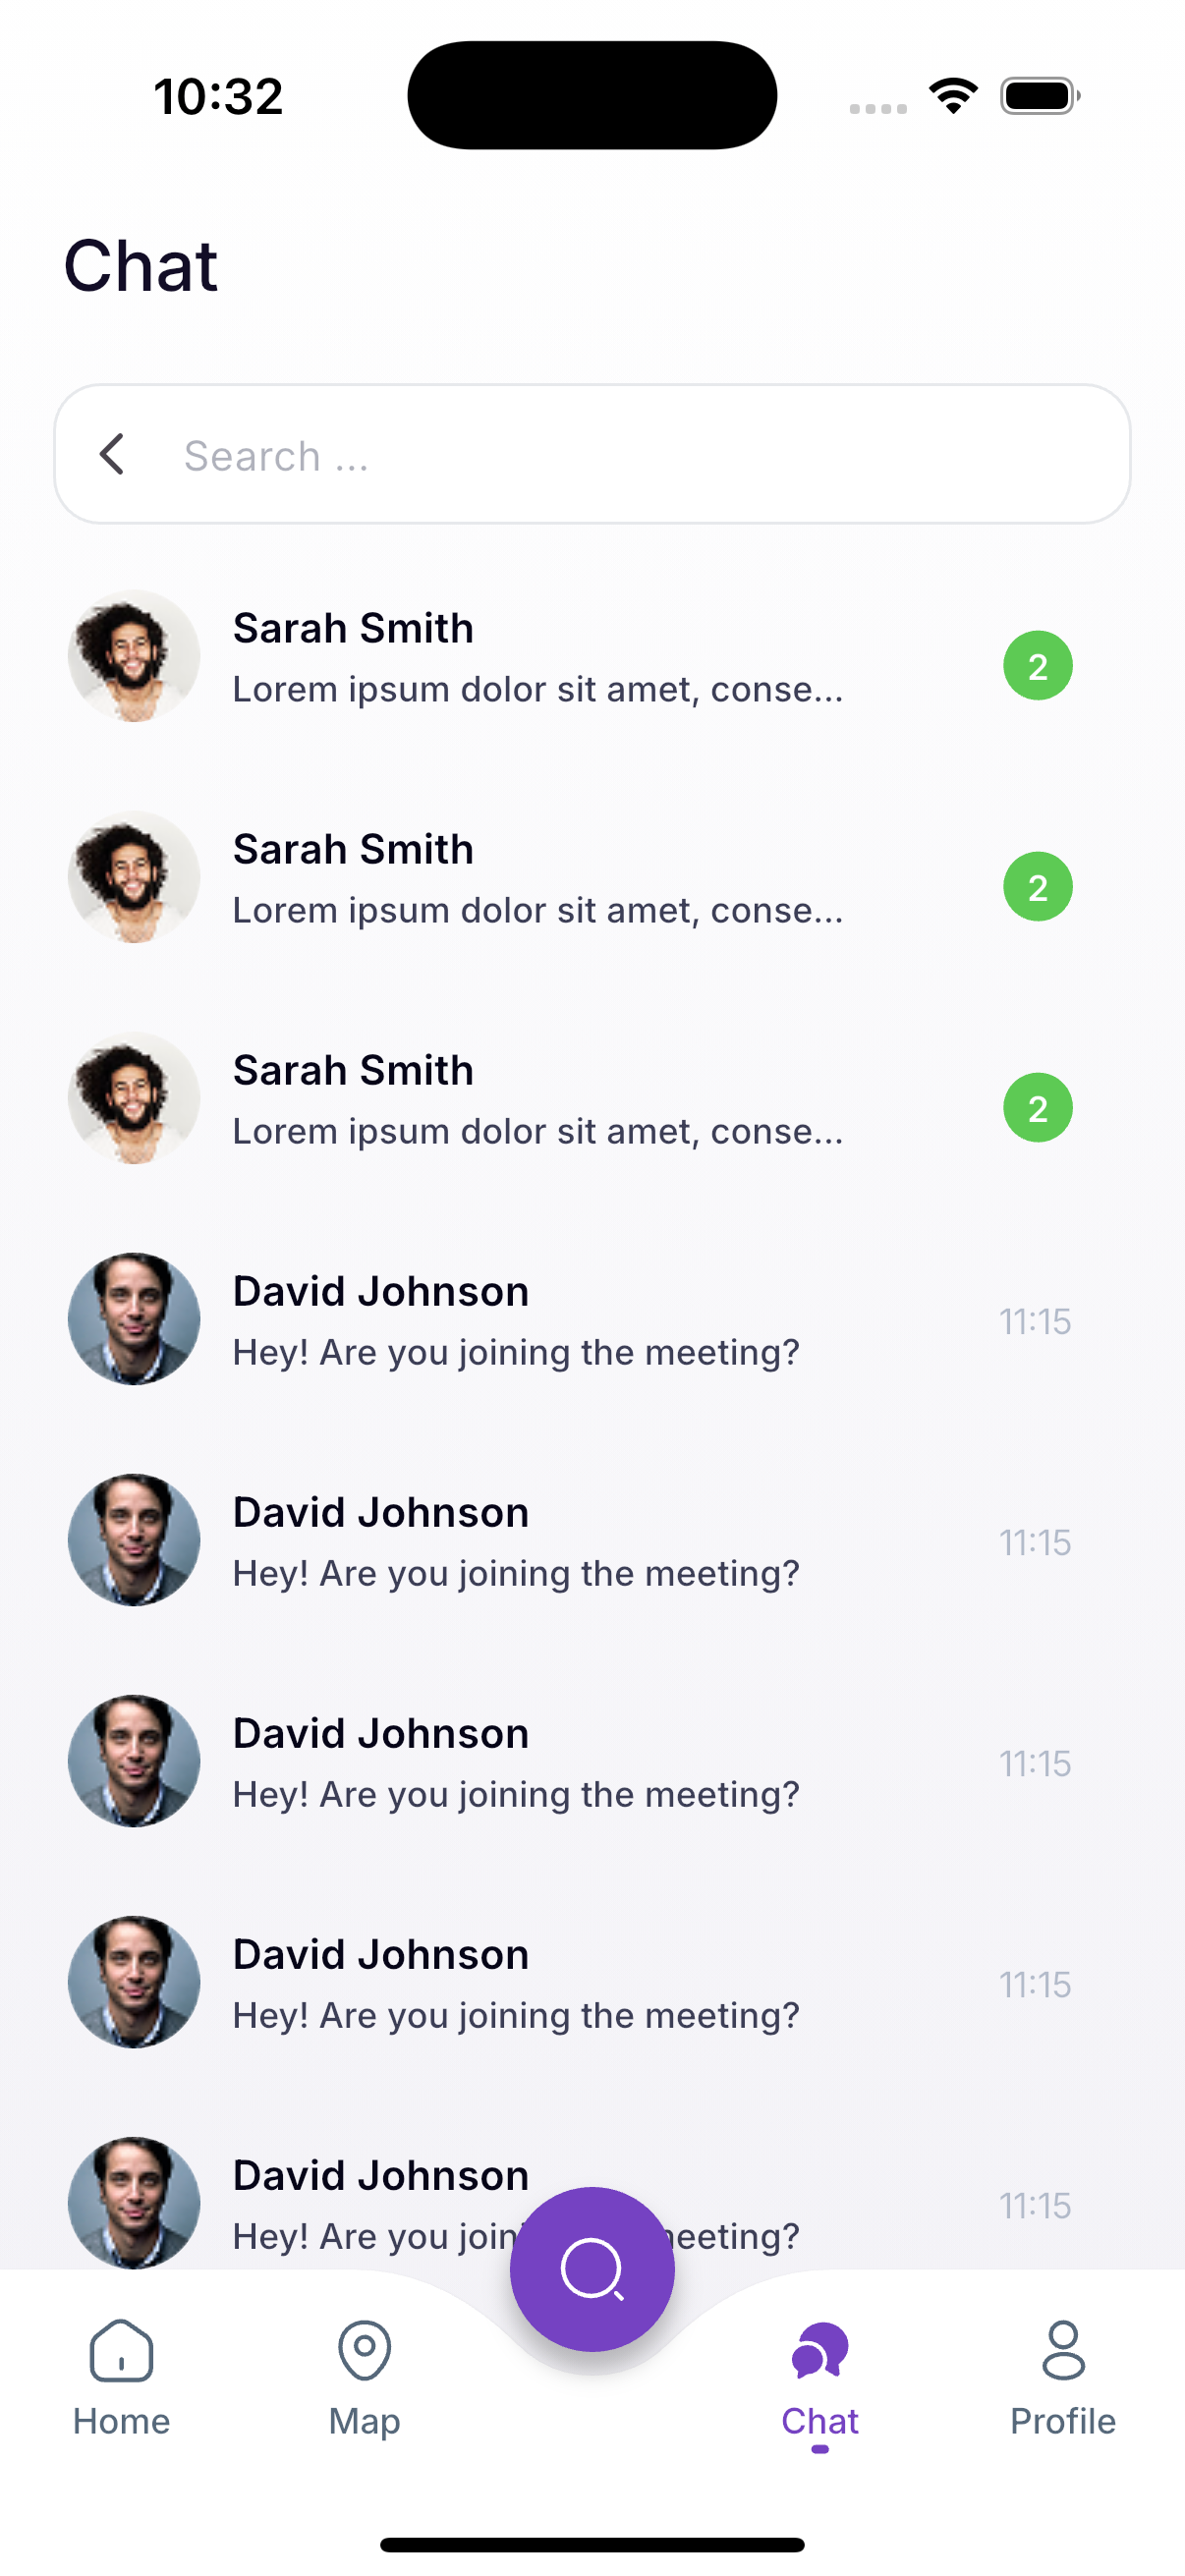 10:32
Chat
Search ...
Sarah Smith
Lorem ipsum dolor sit amet, conse...
2
Sarah Smith
Lorem ipsum dolor sit amet, conse...
2
Sarah Smith
Lorem ipsum dolor sit amet, conse...
2
David Johnson
Hey! Are you joining the meeting?
11:15
David Johnson
Hey! Are you joining the meeting?
11:15
David Johnson
Hey! Are you joining the meeting?
11:15
David Johnson
Hey! Are you joining the meeting?
11:15
David Johnson
Hey! Are you
11:15
Home
Map
Chat
Profile